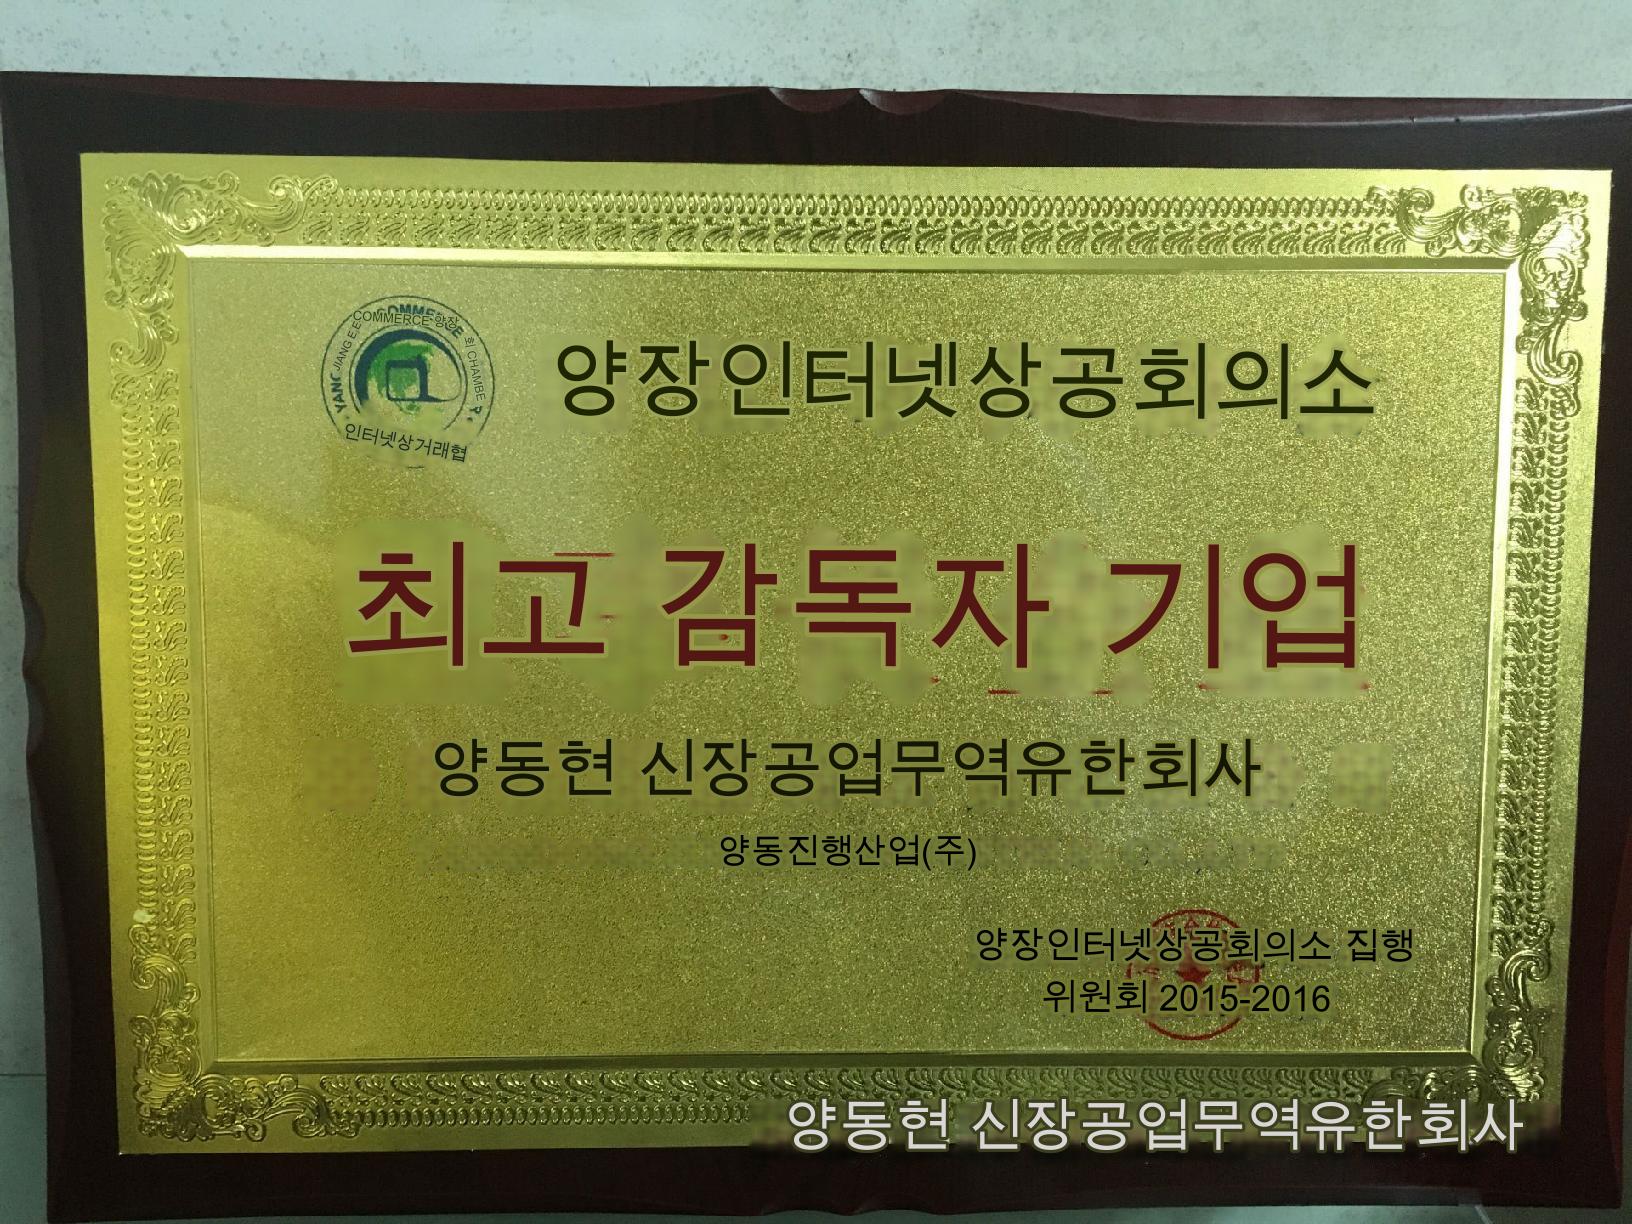 COMMERCE 양장
인터넷상거래협
양장인터넷상공회의소
최고 감독자 기업
양동현 신장공업무역유한회사
양동진행산업(주)
양장인터넷상공회의소 집행
위원회 2015-2016
양동현 신장공업무역유한회사